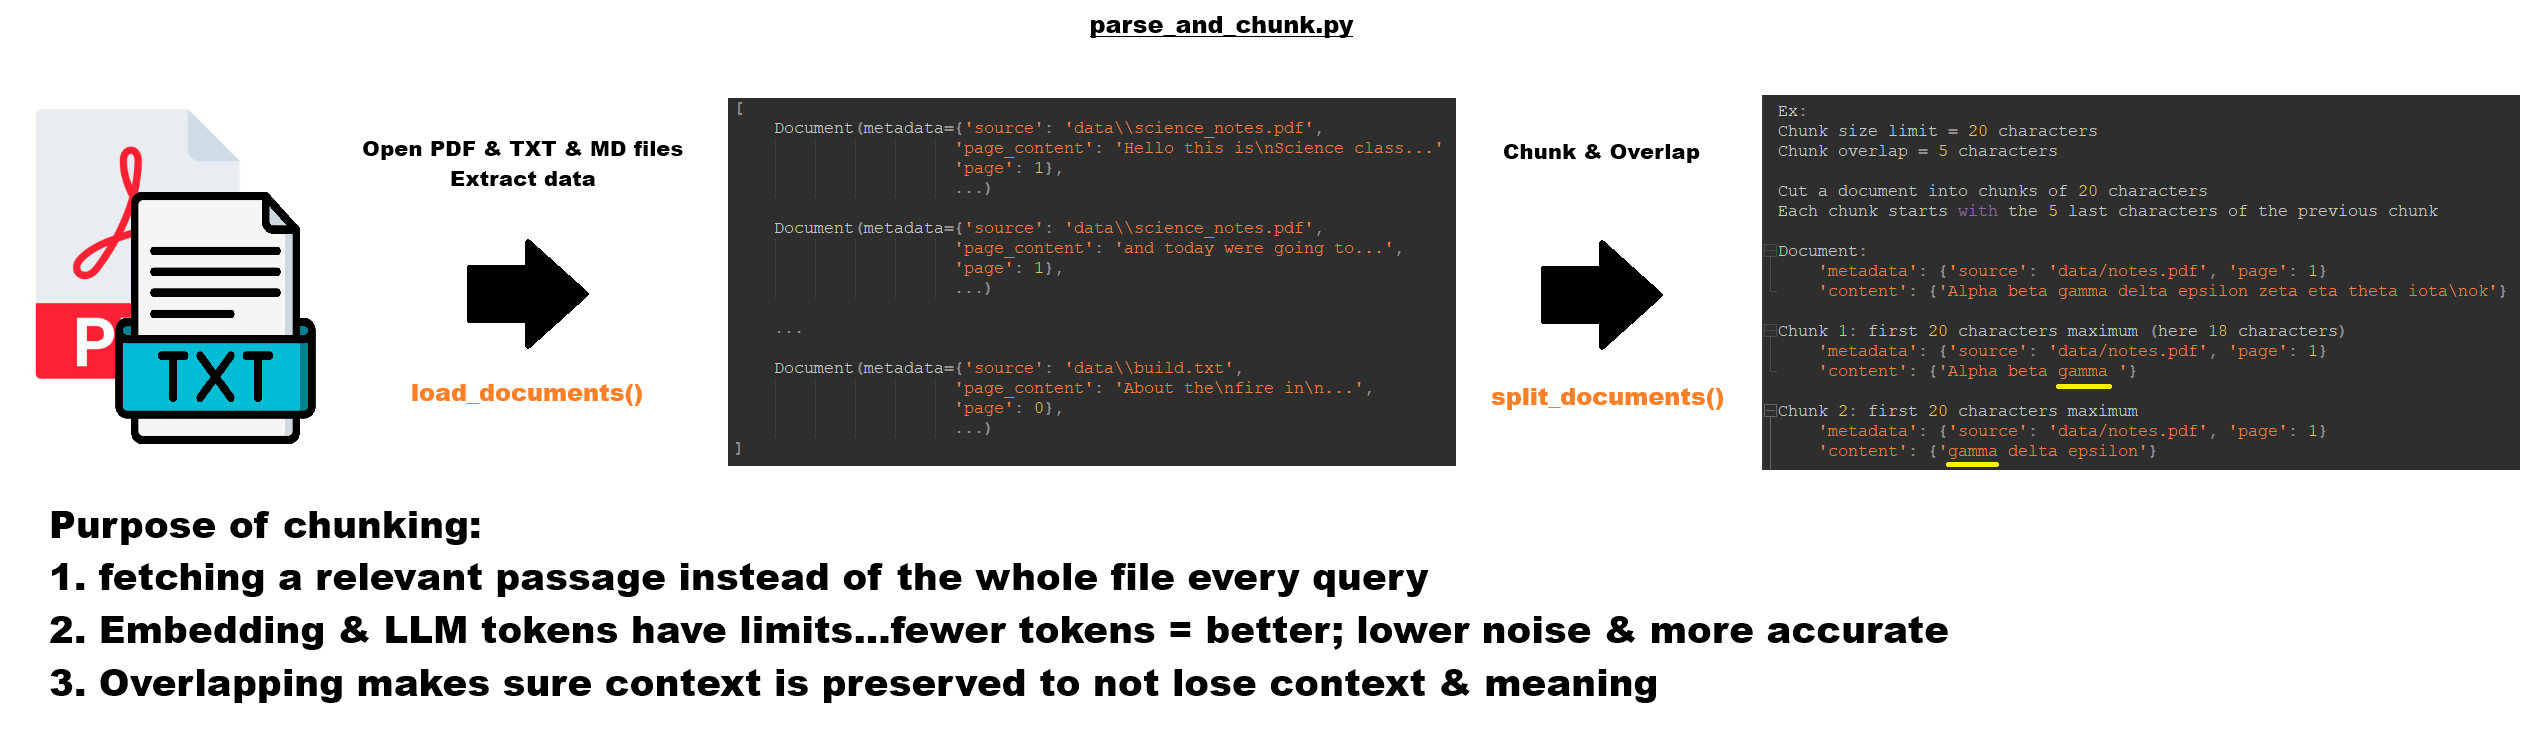 parse_and_chunk.py
P
TXT
Open PDF & TXT & MD files
Extract data
load_documents()
[
Document(metadata={'source': 'data\\science_notes.pdf',
'page_content': 'Hello this is\nScience class...'
'page': 1},
...)
Document(metadata={'source': 'data\\science_notes.pdf',
'page_content': 'and today were going to...',
'page': 1},
...)
...
Document(metadata={'source': 'data\\build.txt',
'page_content': 'About the\nfire in\n...',
'page': 0},
...)
]
Chunk & Overlap
split_documents()
Ex:
Chunk size limit = 20 characters
Chunk overlap = 5 characters
Cut a document into chunks of 20 characters
Each chunk starts with the 5 last characters of the previous chunk
Document:
'metadata': {'source': 'data/notes.pdf', 'page': 1}
'content': {'Alpha beta gamma delta epsilon zeta eta theta iota\nok'}
Chunk 1: first 20 characters maximum (here 18 characters)
'metadata': {'source': 'data/notes.pdf', 'page': 1}
'content': {'Alpha beta gamma '}
Chunk 2: first 20 characters maximum
'metadata': {'source': 'data/notes.pdf', 'page': 1}
'content': {'gamma delta epsilon'}
Purpose of chunking:
1. fetching a relevant passage instead of the whole file every query
2. Embedding & LLM tokens have limits...fewer tokens = better; lower noise & more accurate
3. Overlapping makes sure context is preserved to not lose context & meaning